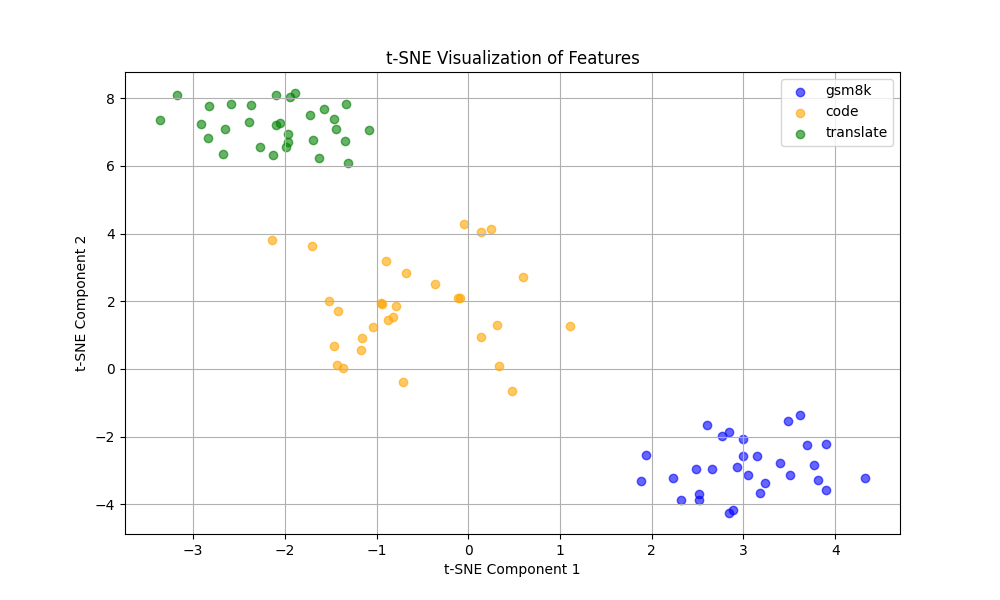 t-SNE Visualization of Features
gsm8k
code
translate
t-SNE Component 2
8
6
4
2
0
−2
−4
−3
−2
−1
0
1
2
3
4
t-SNE Component 1